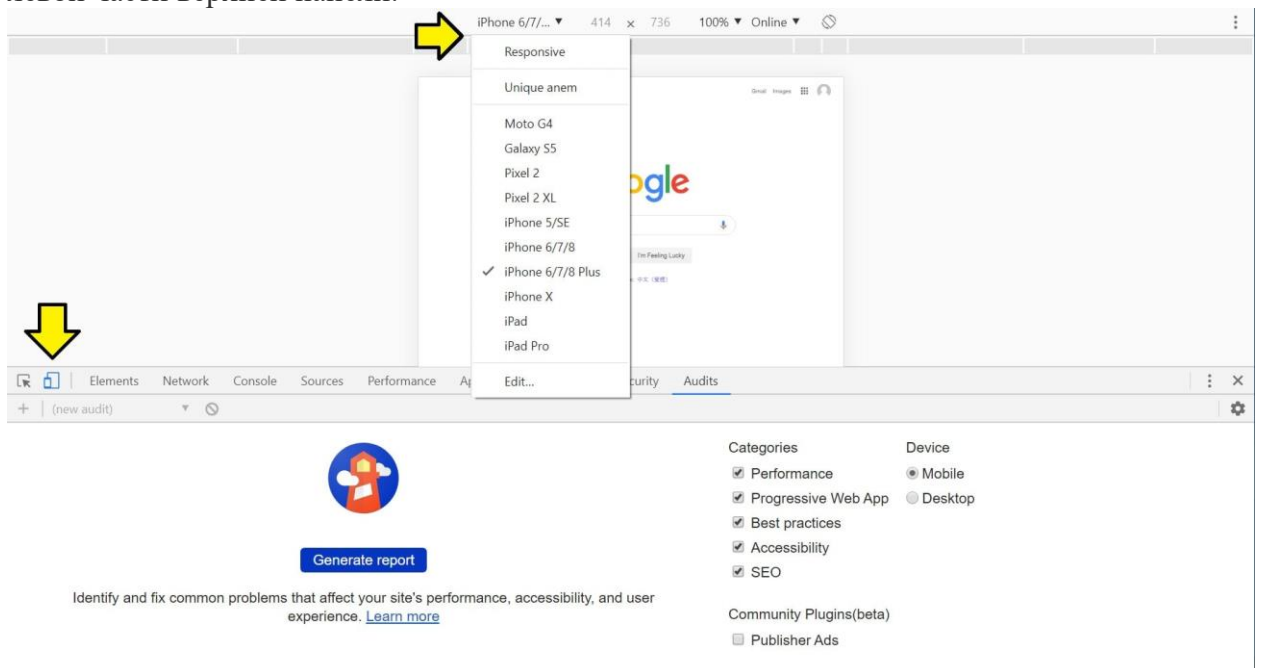 iPhone 6/7/... ▼ 414 × 736 100% ▼ Online ▼
Responsive
Unique anem
Gmail Images
Moto G4
Galaxy S5
Pixel 2
Pixel 2 XL
ogle
iPhone 5/SE
iPhone 6/7/8
I'm Feeling Lucky
✓ iPhone 6/7/8 Plus
iPhone X
iPad
iPad Pro
Edit...
Elements Network Console Sources Performance Ap curity Audits
+ (new audit) ▼
Categories Device
Performance Mobile
Progressive Web App Desktop
Best practices
Accessibility
Generate report
SEO
Identify and fix common problems that affect your site's performance, accessibility, and user
experience. Learn more
Community Plugins(beta)
Publisher Ads